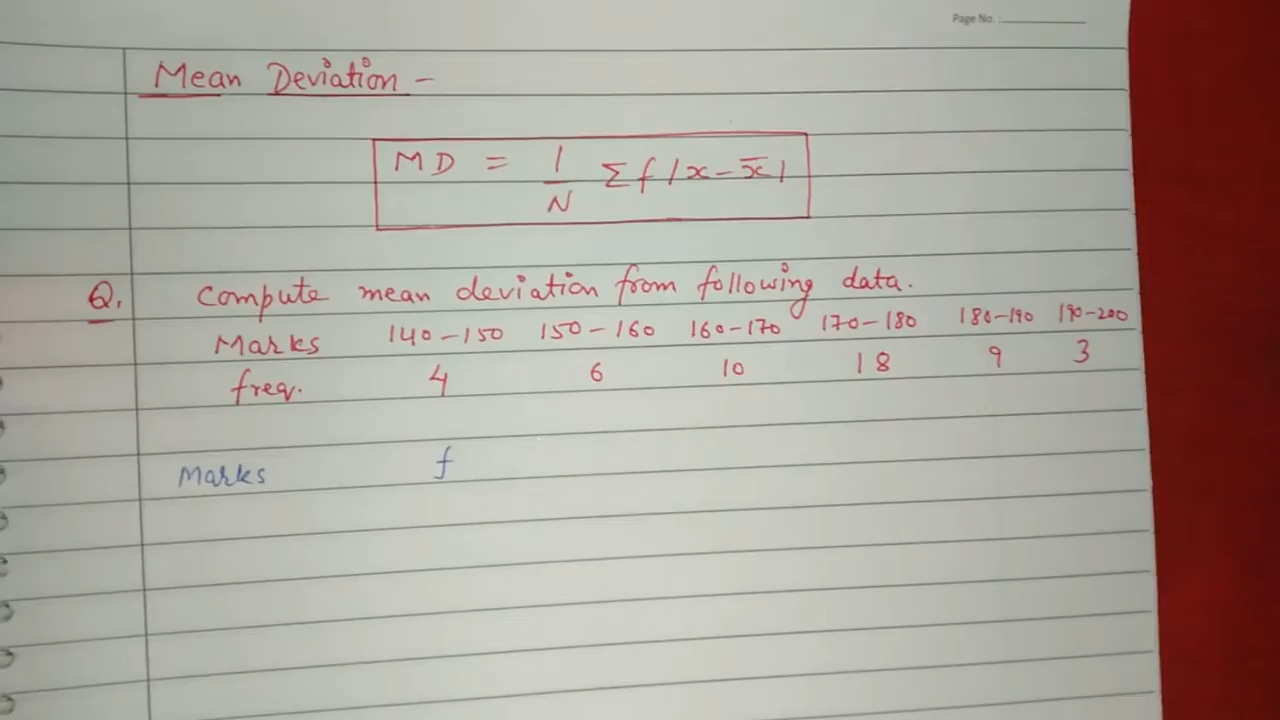 Page No. :
Mean Deviation -
MD = 1/N Σf|x-x̄|
Q. Compute mean deviation from following data.
Marks 140-150 150-160 160-170 170-180 180-190 190-200
freq. 4 6 10 18 9 3
Marks f